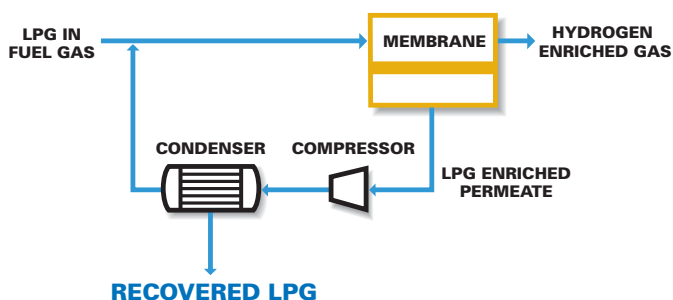 LPG IN
FUEL GAS
MEMBRANE
HYDROGEN
ENRICHED GAS
CONDENSER
COMPRESSOR
LPG ENRICHED
PERMEATE
RECOVERED LPG